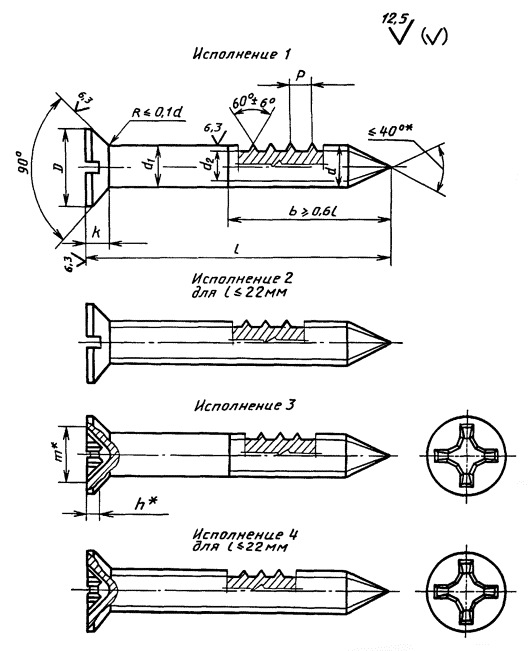 12,5
(√)
Исполнение 1
6,3
R ≤ 0,1d
60°±6°
P
6,3
≤ 40°*
90°
D
d₁
d₂
d
b ≥ 0,6l
k
l
6,3
Исполнение 2
для l ≤ 22мм
Исполнение 3
m*
h*
Исполнение 4
для l ≤ 22мм